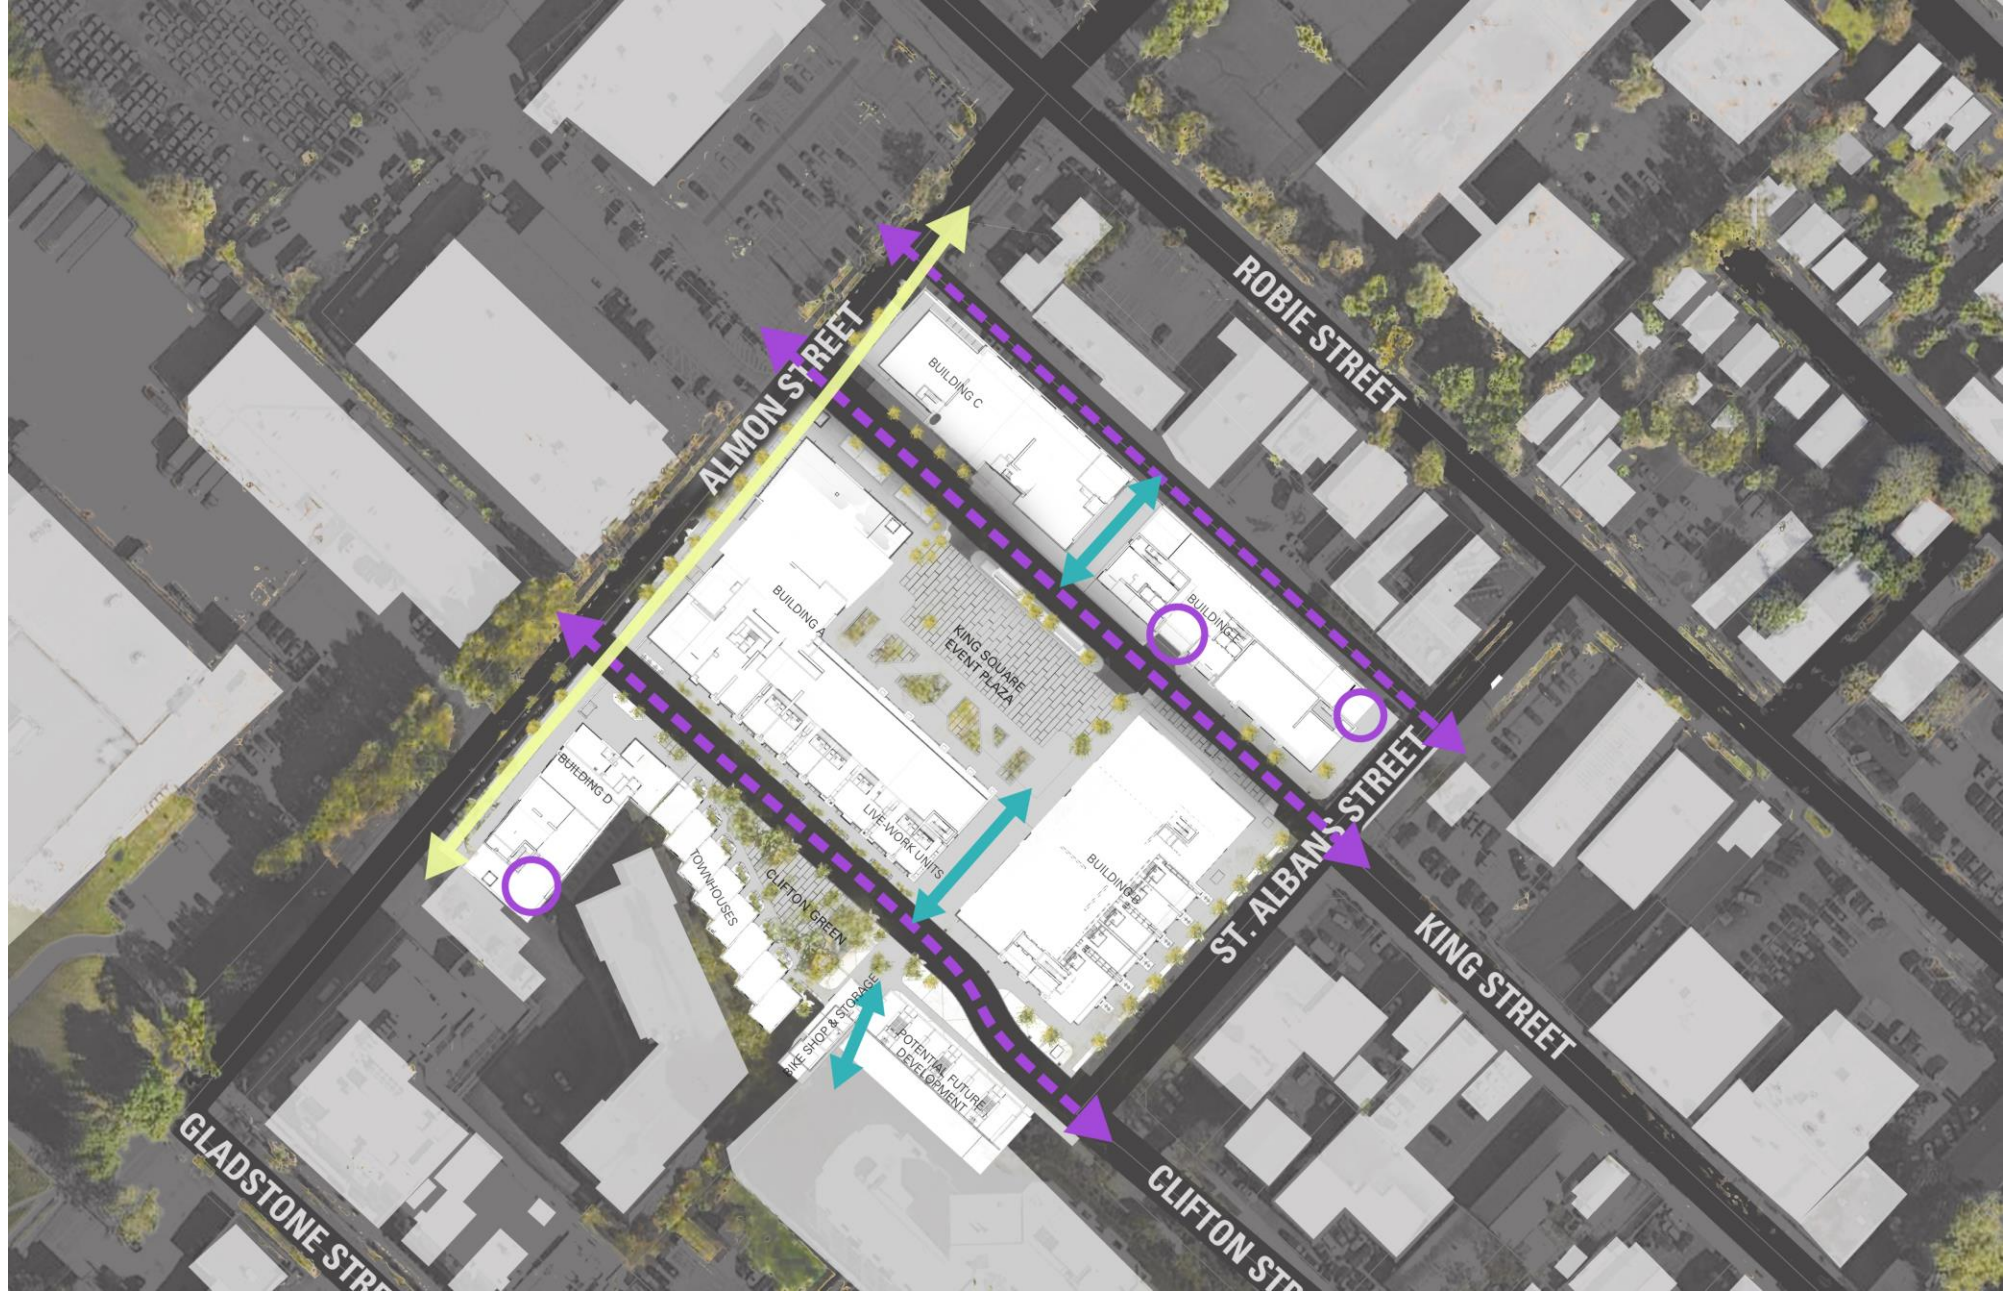 ROBIE STREET
ALMON STREET
BUILDING C
BUILDING A
BUILDING
KING SQUARE
EVENT PLAZA
BUILDING D
LIVE-WORK UNITS
TOWNHOUSES
CLIFTON GREEN
BUILDING B
ST. ALBANS STREET
KING STREET
BIKE SHOP & STORAGE
POTENTIAL FUTURE
DEVELOPMENT
GLADSTONE STRE
CLIFTON STR